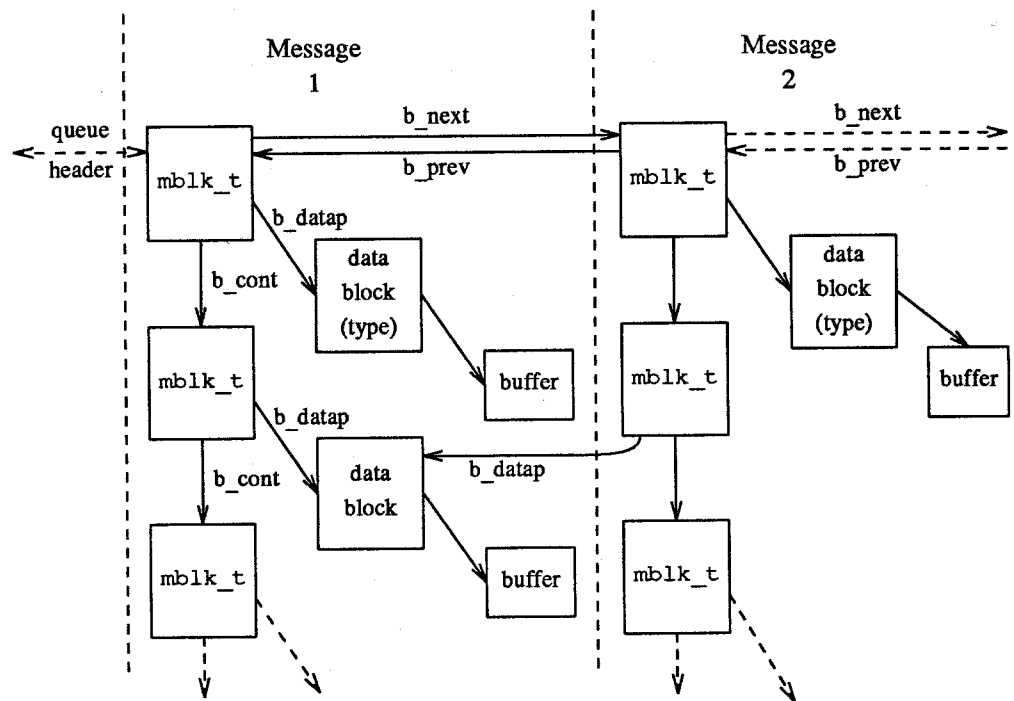 Message
1
Message
2
queue
header
b_next
b_prev
b_next
b_prev
mblk_t
mblk_t
b_datap
data
block
(type)
data
block
(type)
b_cont
buffer
buffer
mblk_t
mblk_t
b_datap
b_datap
b_cont
data
block
buffer
mblk_t
mblk_t